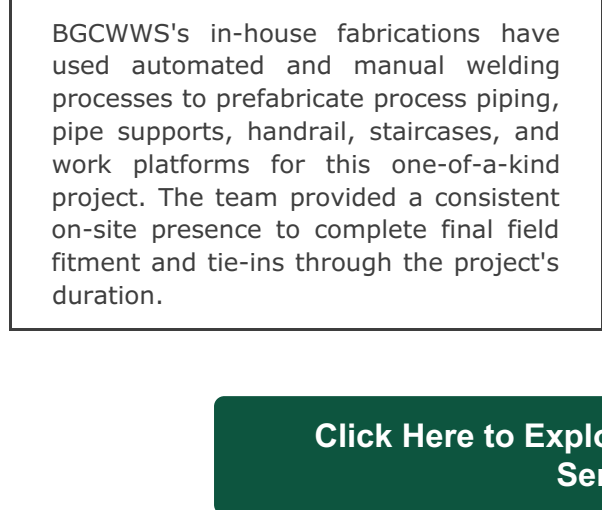 BGCWWS's in-house fabrications have
used automated and manual welding
processes to prefabricate process piping,
pipe supports, handrail, staircases, and
work platforms for this one-of-a-kind
project. The team provided a consistent
on-site presence to complete final field
fitment and tie-ins through the project's
duration.
Click Here to